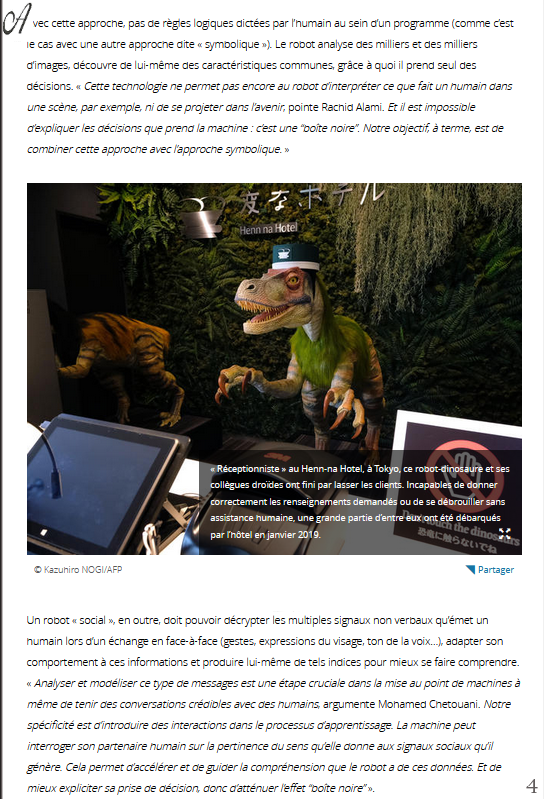 Avec cette approche, pas de règles logiques dictées par l'humain au sein d'un programme (comme c'est
le cas avec une autre approche dite « symbolique »). Le robot analyse des milliers et des milliers
d'images, découvre de lui-même des caractéristiques communes, grâce à quoi il prend seul des
décisions. « Cette technologie ne permet pas encore au robot d'interpréter ce que fait un humain dans
une scène, par exemple, ni de se projeter dans l'avenir, pointe Rachid Alami. Et il est impossible
d'expliquer les décisions que prend la machine : c'est une “boîte noire”. Notre objectif, à terme, est de
combiner cette approche avec l'approche symbolique. »
変なホテル
Henn na Hotel
« Réceptionniste » au Henn-na Hotel, à Tokyo, ce robot-dinosaure et ses
collègues droïdes ont fini par lasser les clients. Incapables de donner
correctement les renseignements demandés ou de se débrouiller sans
assistance humaine, une grande partie d'entre eux ont été débarqués
par l'hôtel en janvier 2019.
touch the dinosaurs
恐竜に触らないでね
© Kazuhiro NOGI/AFP
Partager
Un robot « social », en outre, doit pouvoir décrypter les multiples signaux non verbaux qu'émet un
humain lors d'un échange en face-à-face (gestes, expressions du visage, ton de la voix…), adapter son
comportement à ces informations et produire lui-même de tels indices pour mieux se faire comprendre.
« Analyser et modéliser ce type de messages est une étape cruciale dans la mise au point de machines à
même de tenir des conversations crédibles avec des humains, argumente Mohamed Chetouani. Notre
spécificité est d'introduire des interactions dans le processus d'apprentissage. La machine peut
interroger son partenaire humain sur la pertinence du sens qu'elle donne aux signaux sociaux qu'il
génère. Cela permet d'accélérer et de guider la compréhension que le robot a de ces données. Et de
mieux expliciter sa prise de décision, donc d'atténuer l'effet “boîte noire” ».
4